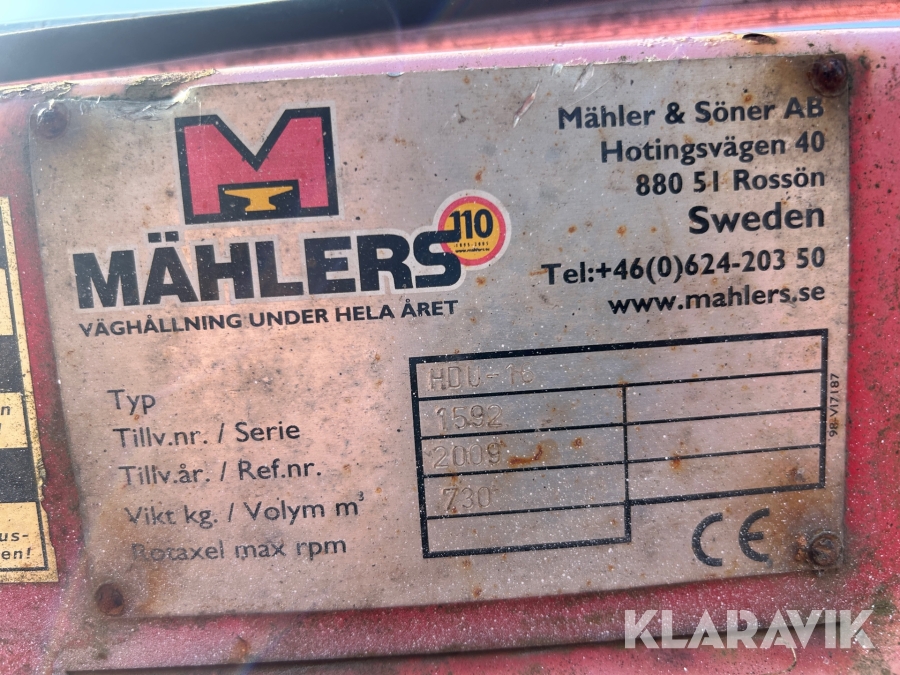 M
MÄHLERS
110
VÄGHÅLLNING UNDER HELA ÅRET
Mähler & Söner AB
Hotingsvägen 40
880 51 Rossön
Sweden
Tel:+46(0)624-203 50
www.mahlers.se
Typ
HDU-
Tillv.nr. / Serie
1592
Tillv.år. / Ref.nr.
2009
Vikt kg. / Volym m³
730
Rotaxel max rpm
98-V17187
CE
en!
KLARAVIK